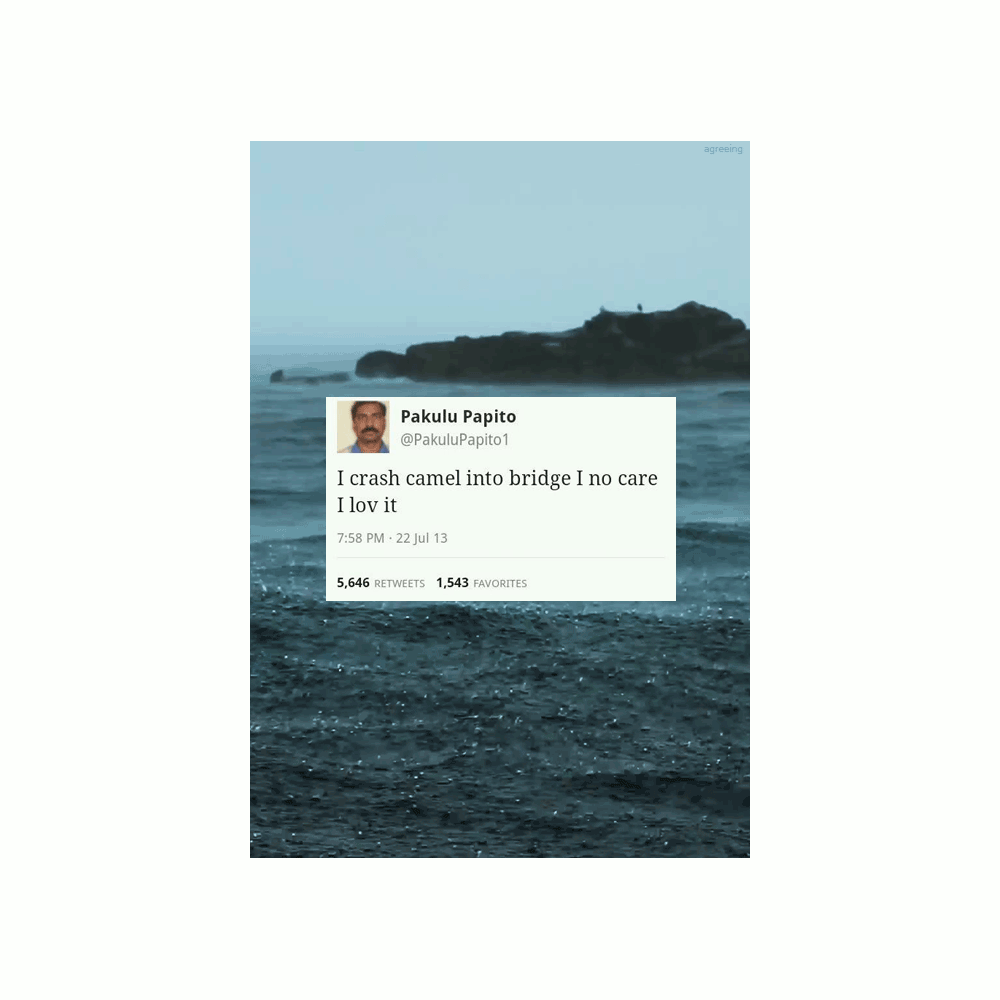 agreeing
Pakulu Papito
@PakuluPapito1
I crash camel into bridge I no care
I lov it
7:58 PM · 22 Jul 13
5,646 RETWEETS 1,543 FAVORITES